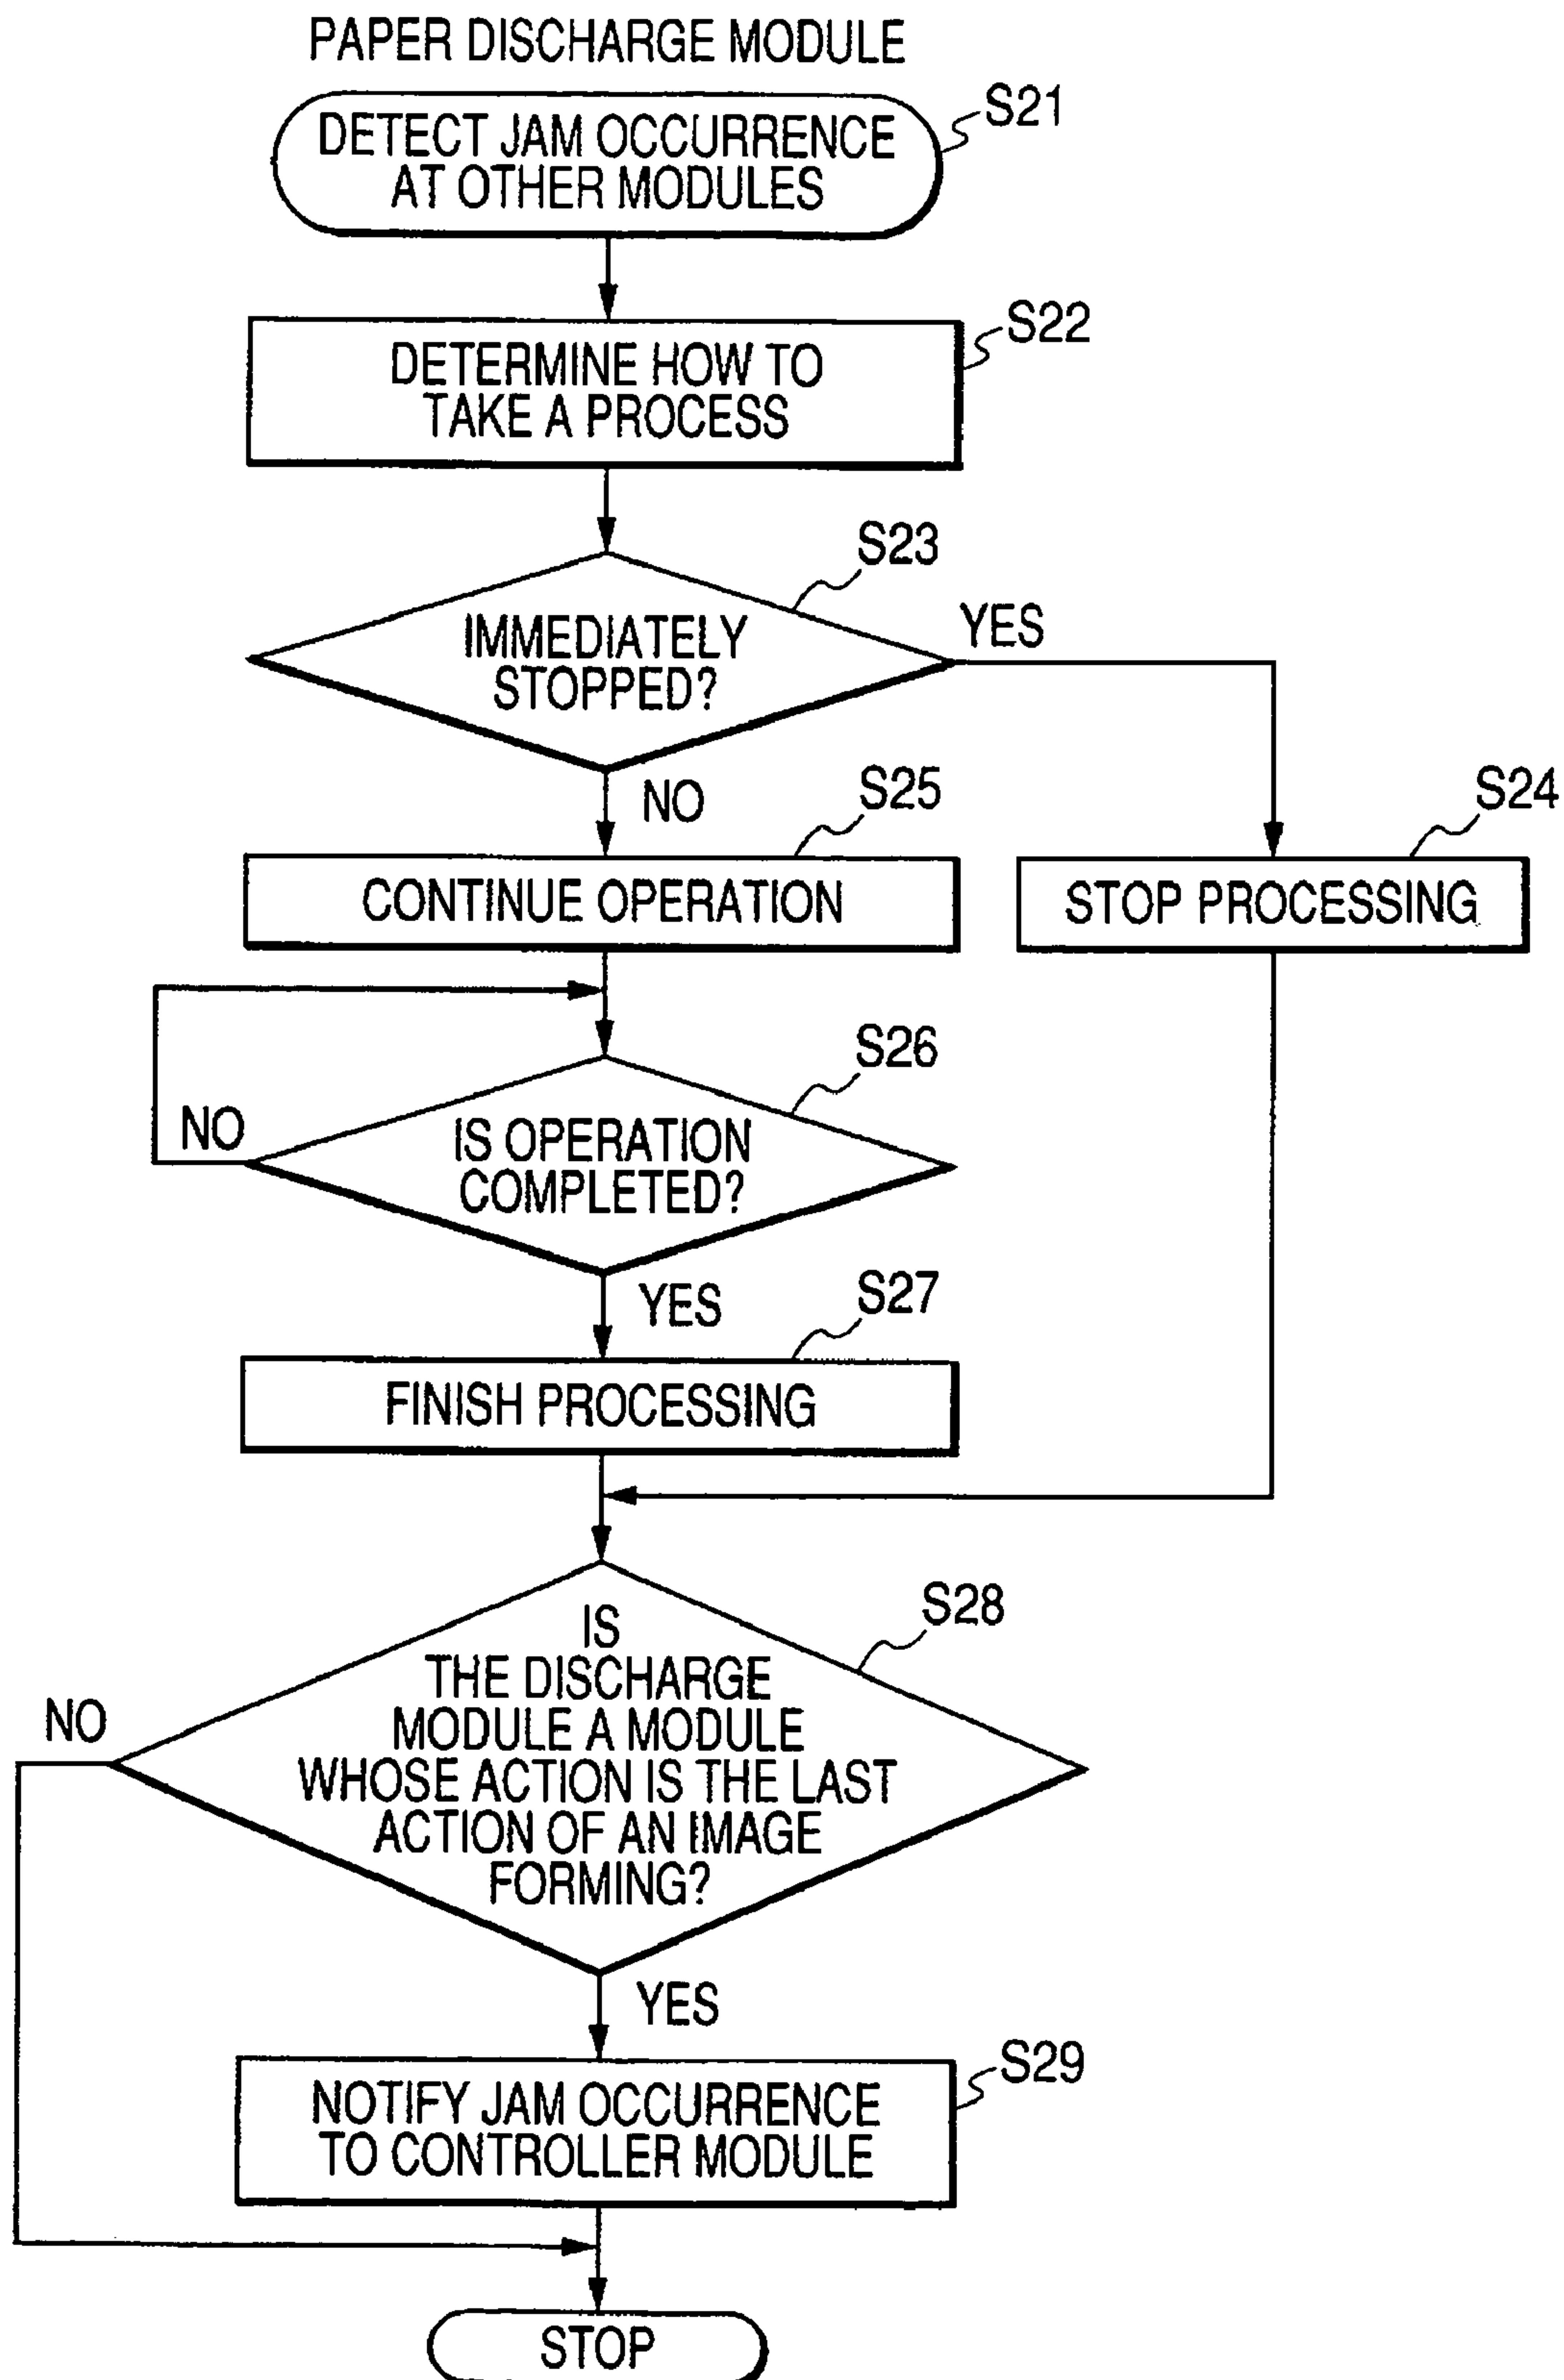 PAPER DISCHARGE MODULE
S21
DETECT JAM OCCURRENCE
AT OTHER MODULES
S22
DETERMINE HOW TO
TAKE A PROCESS
S23
IMMEDIATELY
STOPPED?
YES
NO
S25
CONTINUE OPERATION
S24
STOP PROCESSING
S26
NO
IS OPERATION
COMPLETED?
YES
S27
FINISH PROCESSING
S28
NO
IS
THE DISCHARGE
MODULE A MODULE
WHOSE ACTION IS THE LAST
ACTION OF AN IMAGE
FORMING?
YES
S29
NOTIFY JAM OCCURRENCE
TO CONTROLLER MODULE
STOP